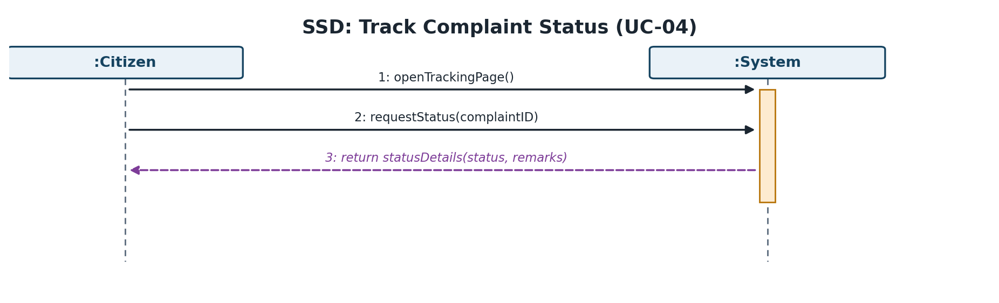 SSD: Track Complaint Status (UC-04)
:Citizen
:System
1: openTrackingPage()
2: requestStatus(complaintID)
3: return statusDetails(status, remarks)